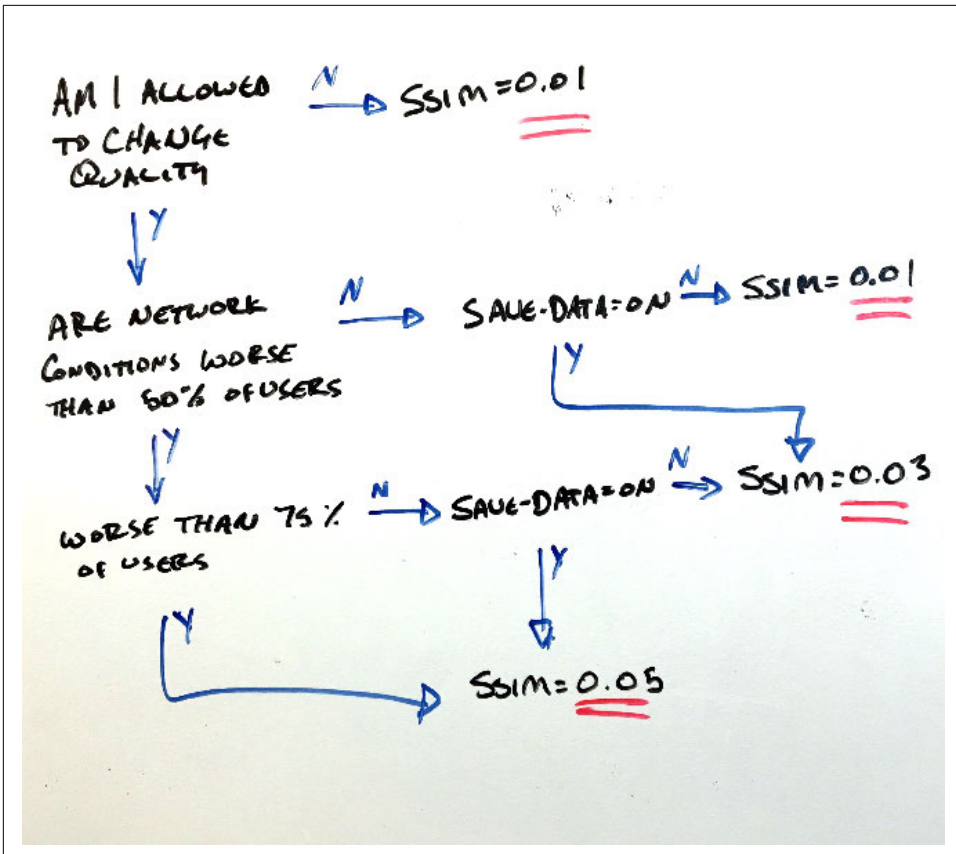 AM I ALLOWED
TO CHANGE
QUALITY
N
SSIM=0.01
Y
ARE NETWORK
CONDITIONS WORSE
THAN 50% OF USERS
N
SAVE-DATA=ON
N
SSIM=0.01
Y
Y
WORSE THAN 75%
OF USERS
N
SAVE-DATA=ON
N
SSIM=0.03
Y
Y
SSIM=0.05